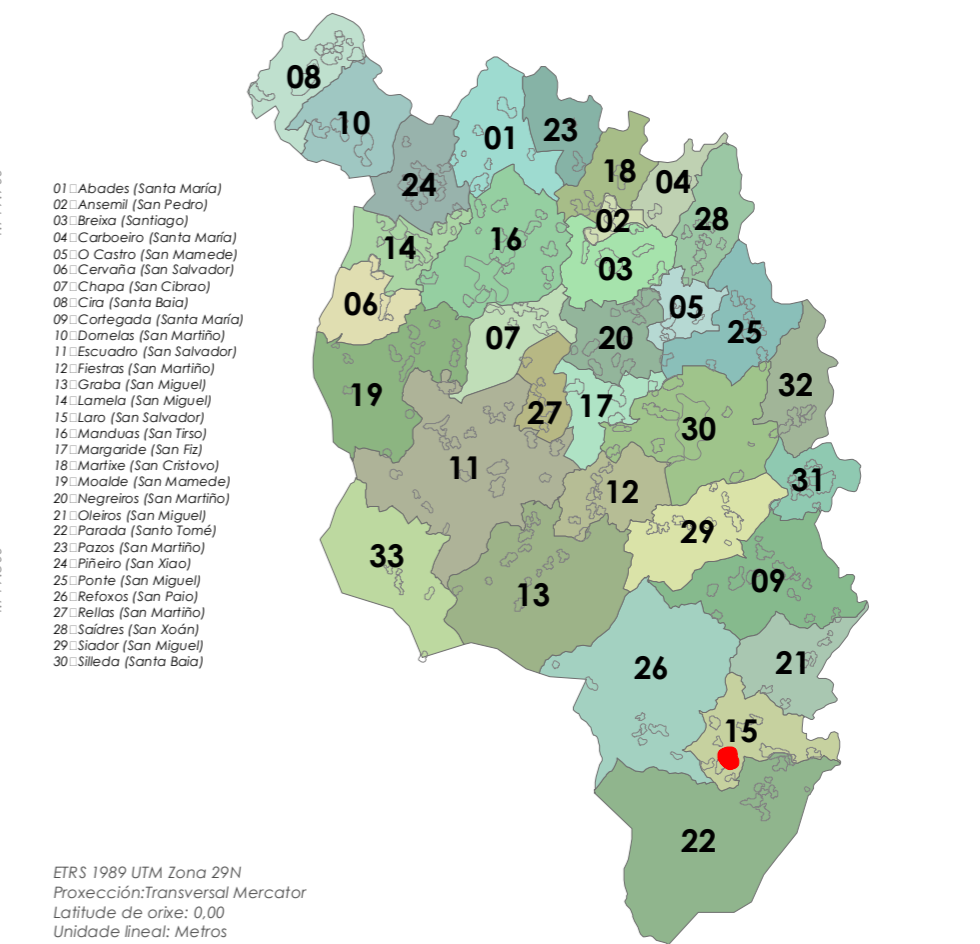 08
10
01
23
18
04
24
02
28
16
14
03
06
05
25
07
20
32
19
27
17
30
11
12
31
29
33
13
09
26
21
15
22
01 Abades (Santa María)
02 Ansemil (San Pedro)
03 Breixa (Santiago)
04 Carboeiro (Santa María)
05 O Castro (San Mamede)
06 Cervaña (San Salvador)
07 Chapa (San Cibrao)
08 Cira (Santa Baia)
09 Cortegada (Santa María)
10 Dornelas (San Martiño)
11 Escuadro (San Salvador)
12 Fiestras (San Martiño)
13 Graba (San Miguel)
14 Lamela (San Miguel)
15 Laro (San Salvador)
16 Manduas (San Tirso)
17 Margaride (San Fiz)
18 Martixe (San Cristovo)
19 Moalde (San Mamede)
20 Negreiros (San Martiño)
21 Oleiros (San Miguel)
22 Parada (Santo Tomé)
23 Pazos (San Martiño)
24 Piñeiro (San Xiao)
25 Ponte (San Miguel)
26 Refoxos (San Paio)
27 Rellas (San Martiño)
28 Saídres (San Xoán)
29 Siador (San Miguel)
30 Silleda (Santa Baia)
ETRS 1989 UTM Zona 29N
Proxección:Transversal Mercator
Latitude de orixe: 0,00
Unidade lineal: Metros